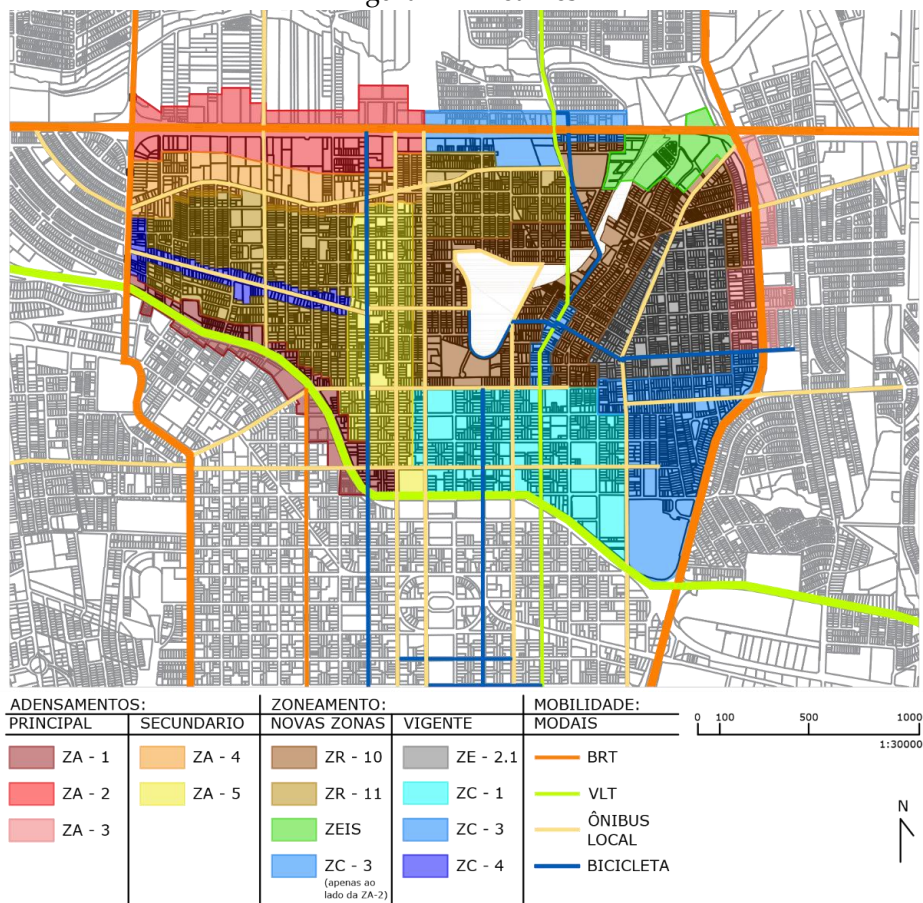 ADENSAMENTOS:
PRINCIPAL
SECUNDARIO
ZA - 1
ZA - 2
ZA - 3
ZA - 4
ZA - 5
ZONEAMENTO:
NOVAS ZONAS
VIGENTE
ZR - 10
ZR - 11
ZEIS
ZC - 3
(apenas ao
lado da ZA-2)
ZE - 2.1
ZC - 1
ZC - 3
ZC - 4
MOBILIDADE:
MODAIS
BRT
VLT
ÔNIBUS
LOCAL
BICICLETA
0 100 500 1000
1:30000
N